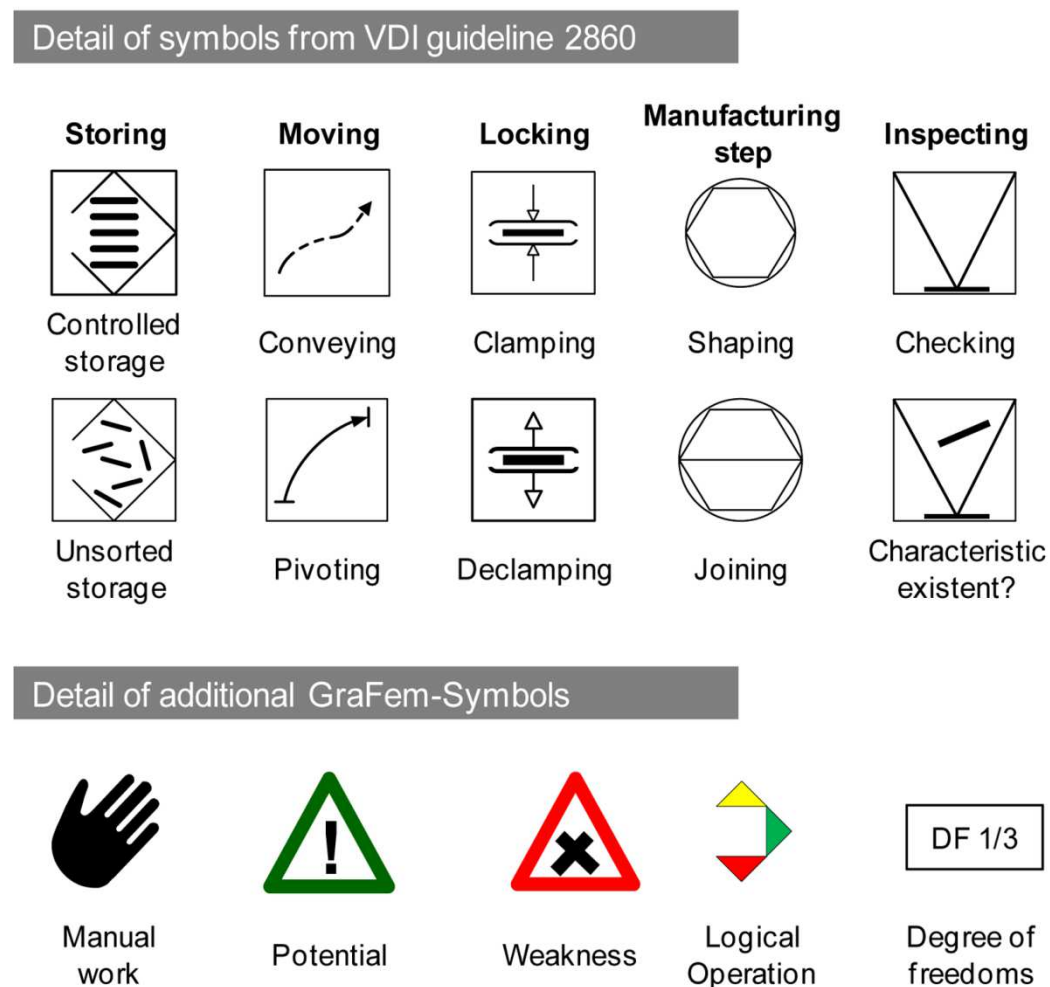 Detail of symbols from VDI guideline 2860
Storing
Moving
Locking
Manufacturing
step
Inspecting
Controlled
storage
Conveying
Clamping
Shaping
Checking
Unsorted
storage
Pivoting
Declamping
Joining
Characteristic
existent?
Detail of additional GraFem-Symbols
!
DF 1/3
Manual
work
Potential
Weakness
Logical
Operation
Degree of
freedoms